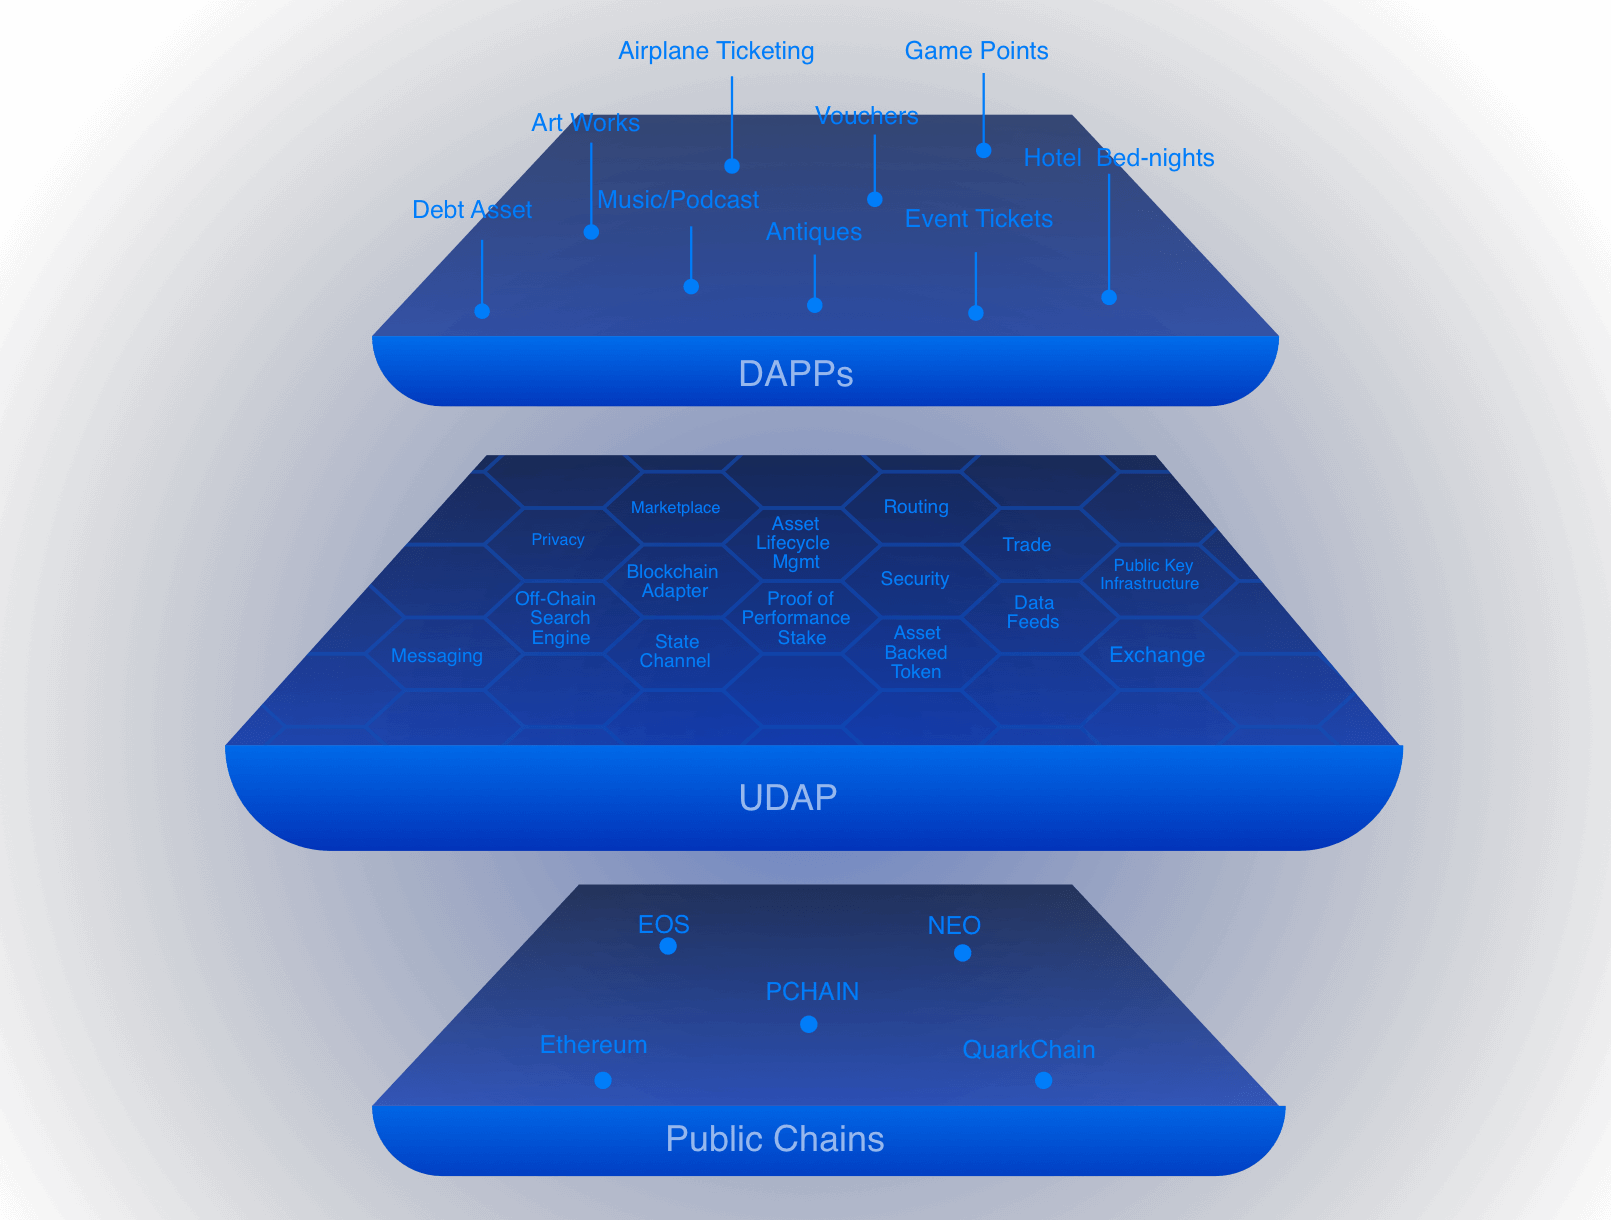 Airplane Ticketing
Game Points
Art Works
Vouchers
Hotel Bed-nights
Debt Asset
Music/Podcast
Antiques
Event Tickets
DAPPs
Marketplace
Routing
Privacy
Asset
Lifecycle
Mgmt
Trade
Blockchain
Adapter
Security
Public Key
Infrastructure
Off-Chain
Search
Engine
Proof of
Performance
Stake
Data
Feeds
Messaging
State
Channel
Asset
Backed
Token
Exchange
UDAP
EOS
NEO
PCHAIN
Ethereum
QuarkChain
Public Chains